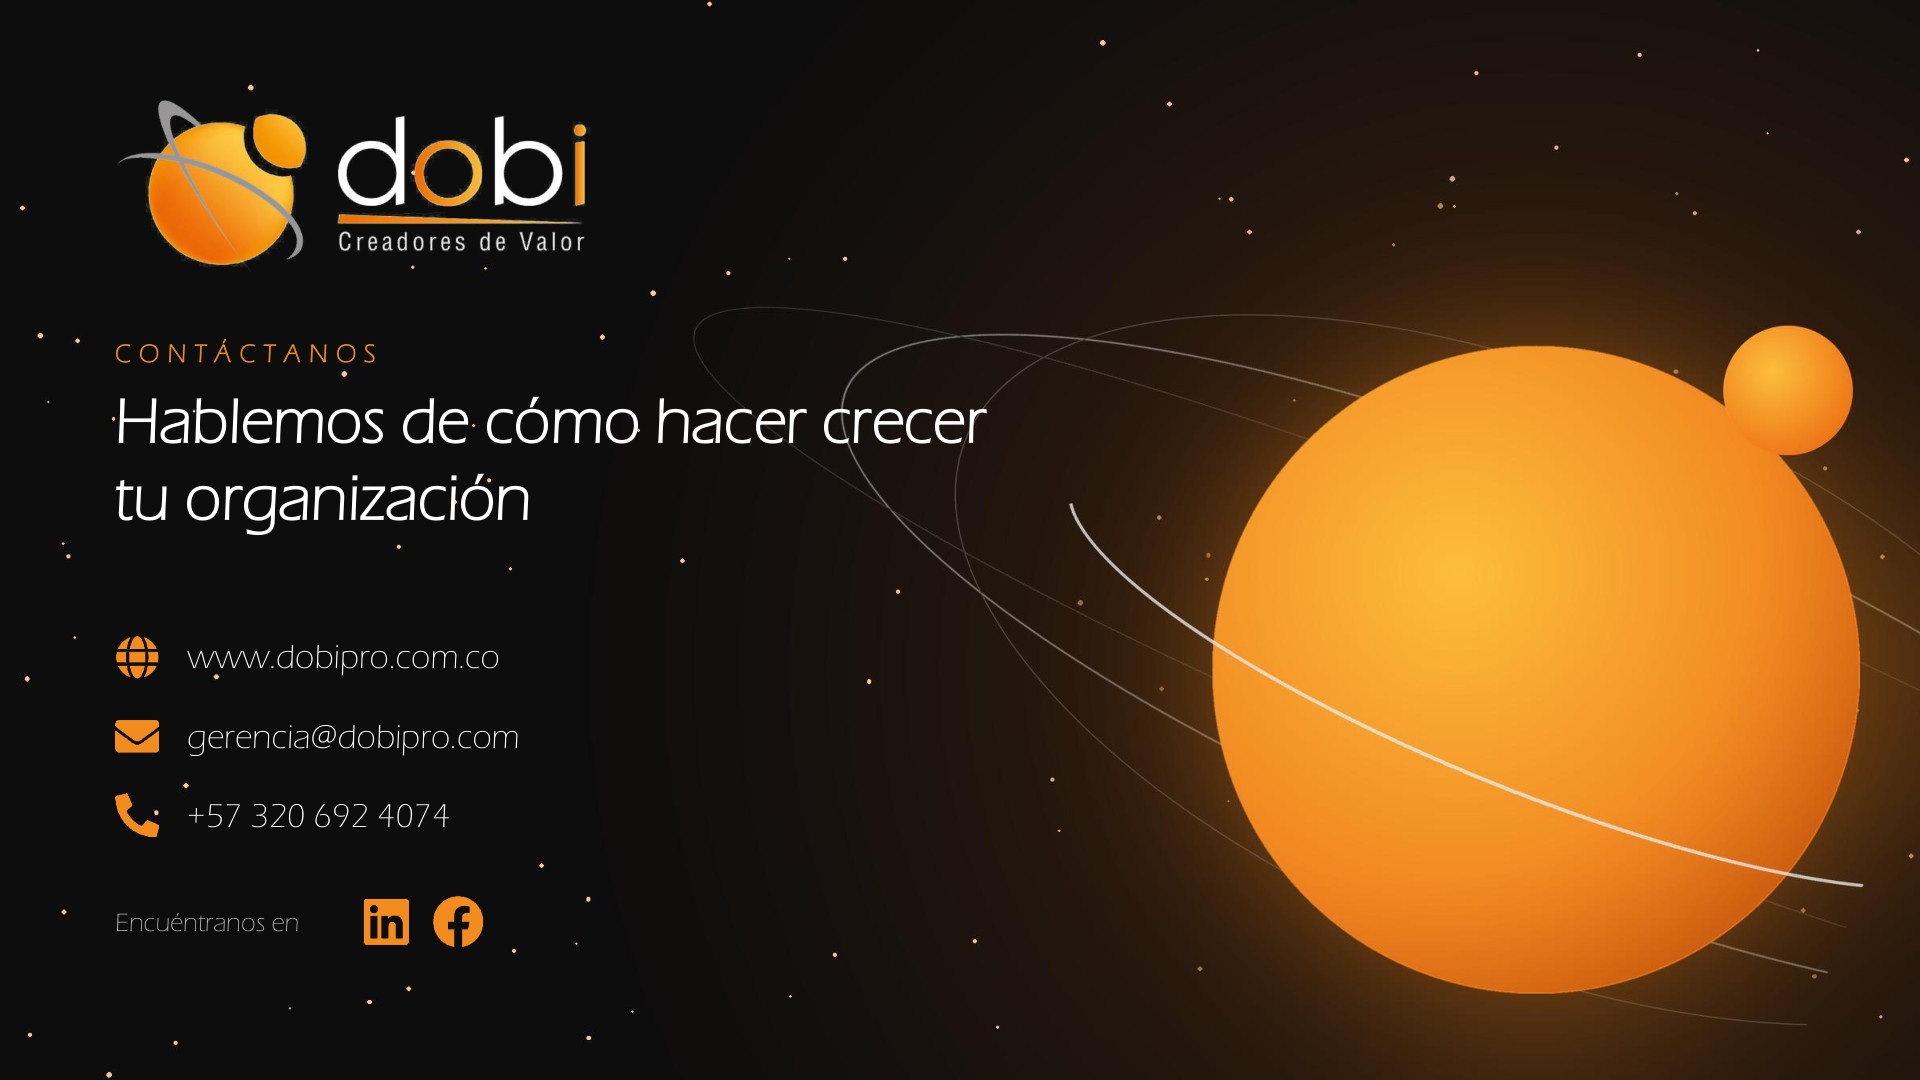 dobi
Creadores de Valor
CONTÁCTANOS
Hablemos de cómo hacer crecer
tu organización
www.dobipro.com.co
gerencia@dobipro.com
+57 320 692 4074
Encuéntranos en